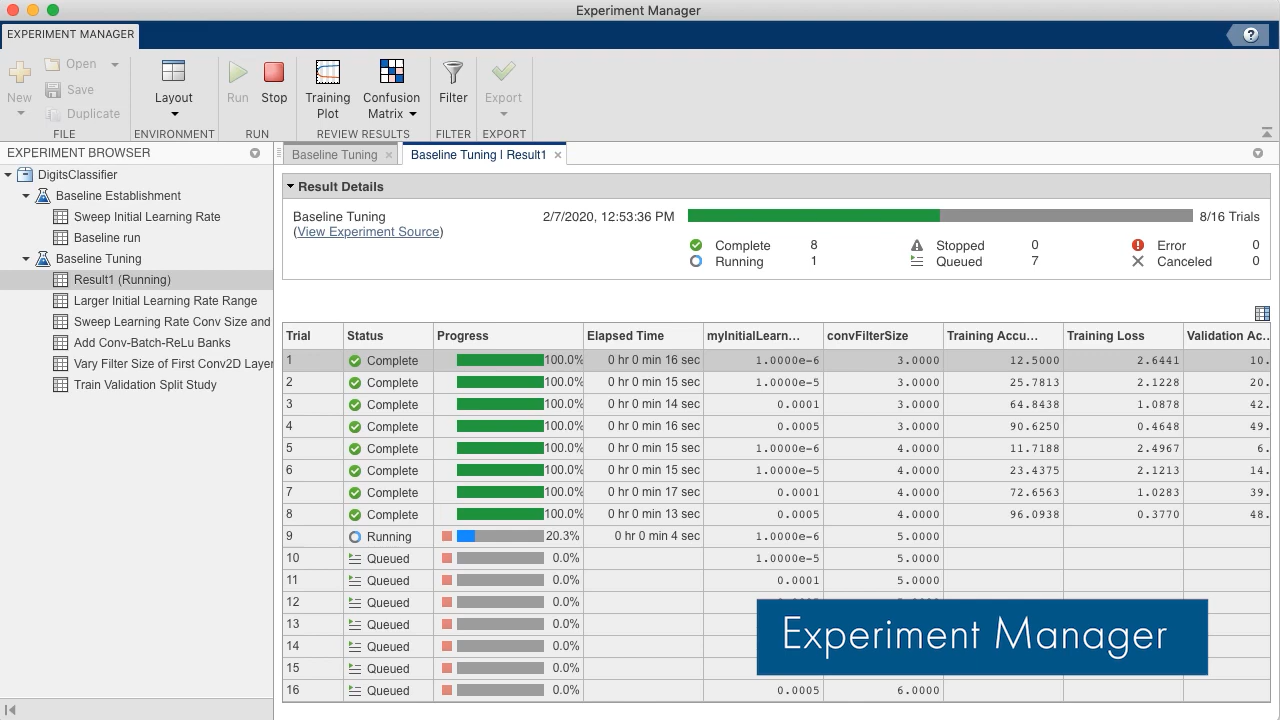 Experiment Manager
EXPERIMENT MANAGER
?
New
Open
Save
Duplicate
FILE
Layout
ENVIRONMENT
Run
Stop
RUN
Training Plot
Confusion Matrix
REVIEW RESULTS
Filter
FILTER
Export
EXPORT
EXPERIMENT BROWSER
DigitsClassifier
Baseline Establishment
Sweep Initial Learning Rate
Baseline run
Baseline Tuning
Result1 (Running)
Larger Initial Learning Rate Range
Sweep Learning Rate Conv Size and
Add Conv-Batch-ReLu Banks
Vary Filter Size of First Conv2D Layer
Train Validation Split Study
Baseline Tuning × Baseline Tuning | Result1 ×
Result Details
Baseline Tuning 2/7/2020, 12:53:36 PM 8/16 Trials
(View Experiment Source)
Complete 8 Stopped 0 Error 0
Running 1 Queued 7 Canceled 0
Trial Status Progress Elapsed Time myInitialLearn... convFilterSize Training Accu... Training Loss Validation Ac..
1 Complete 100.0% 0 hr 0 min 16 sec 1.0000e-6 3.0000 12.5000 2.6441 10.
2 Complete 100.0% 0 hr 0 min 15 sec 1.0000e-5 3.0000 25.7813 2.1228 20.
3 Complete 100.0% 0 hr 0 min 14 sec 0.0001 3.0000 64.8438 1.0878 42.
4 Complete 100.0% 0 hr 0 min 16 sec 0.0005 3.0000 90.6250 0.4648 49.
5 Complete 100.0% 0 hr 0 min 15 sec 1.0000e-6 4.0000 11.7188 2.4967 6.
6 Complete 100.0% 0 hr 0 min 15 sec 1.0000e-5 4.0000 23.4375 2.1213 14.
7 Complete 100.0% 0 hr 0 min 17 sec 0.0001 4.0000 72.6563 1.0283 39.
8 Complete 100.0% 0 hr 0 min 13 sec 0.0005 4.0000 96.0938 0.3770 48.
9 Running 20.3% 0 hr 0 min 4 sec 1.0000e-6 5.0000
10 Queued 0.0% 1.0000e-5 5.0000
11 Queued 0.0% 0.0001 5.0000
12 Queued 0.0%
13 Queued 0.0%
14 Queued 0.0%
15 Queued 0.0%
16 Queued 0.0% 0.0005 6.0000
Experiment Manager